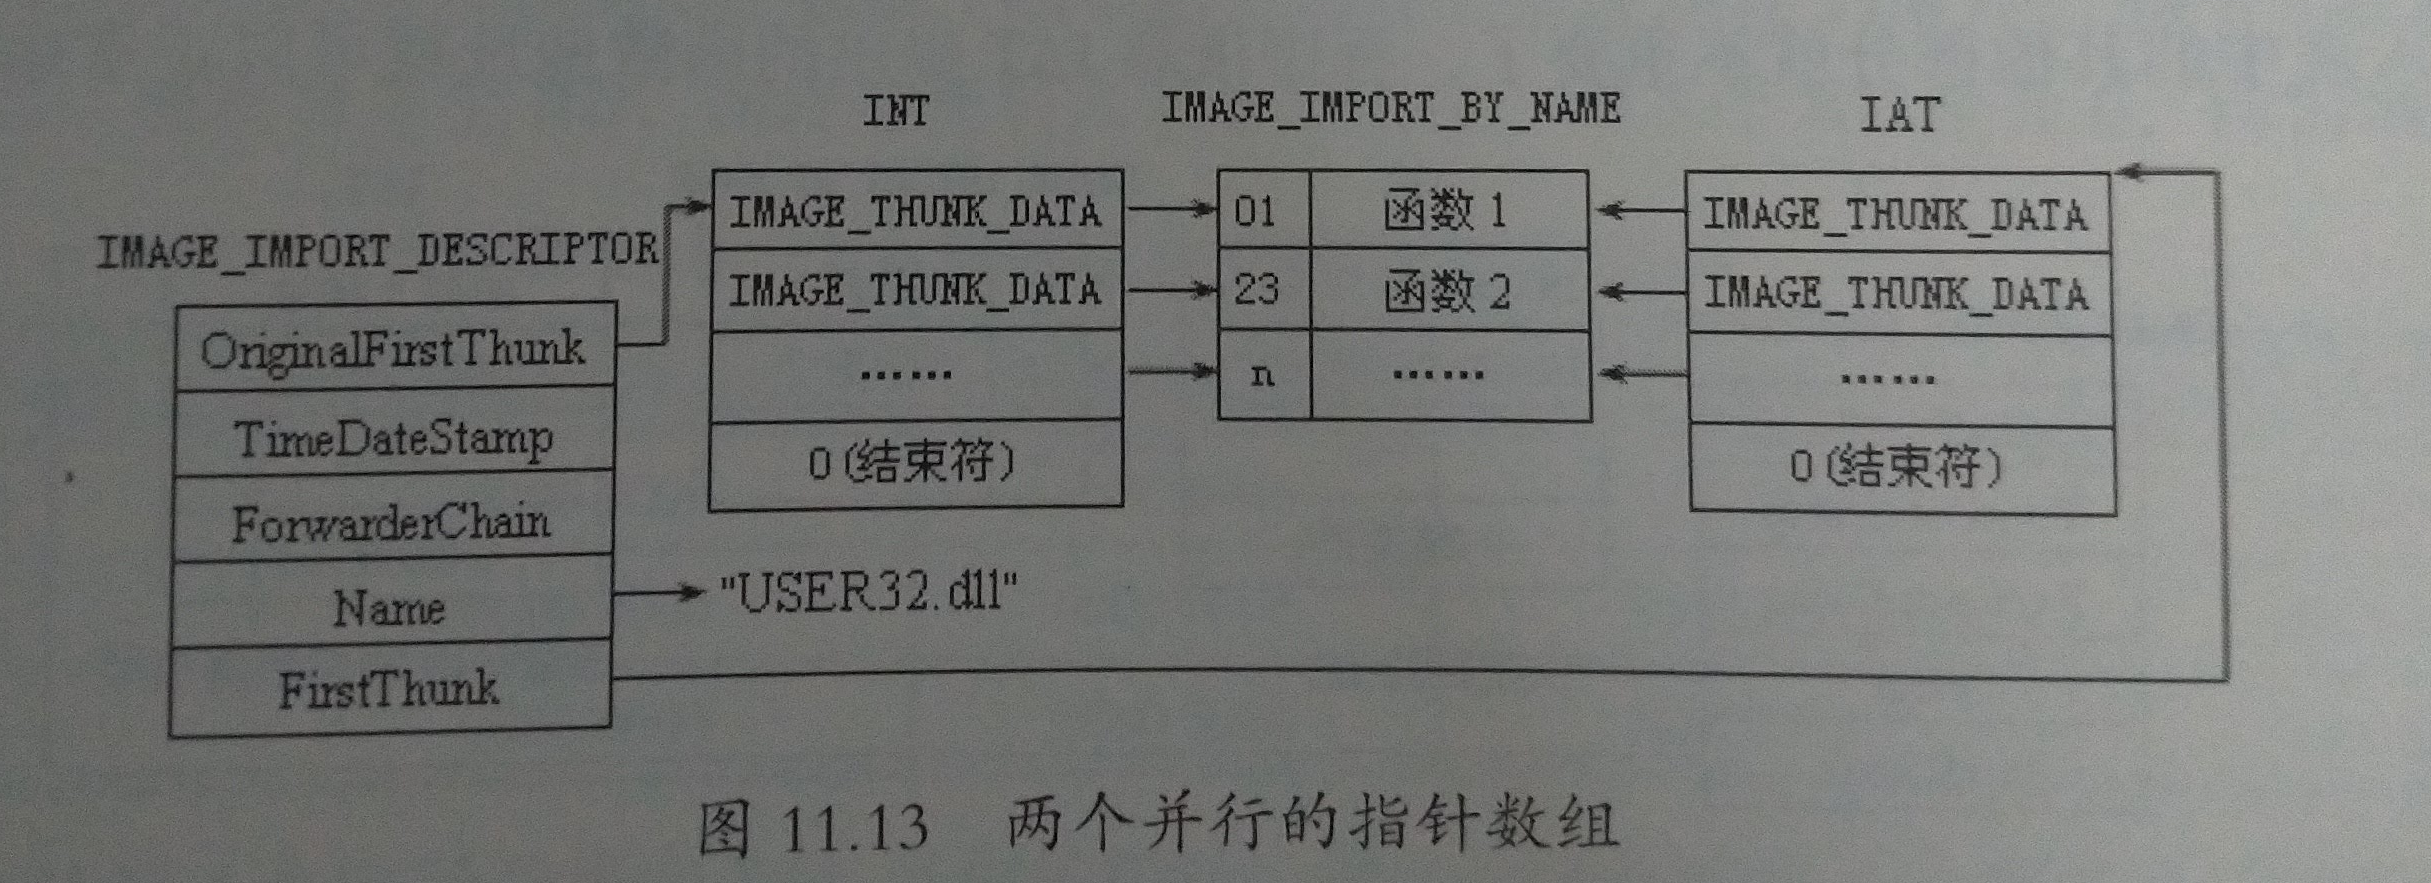 INT
IMAGE_IMPORT_BY_NAME
IAT
IMAGE_IMPORT_DESCRIPTOR
OriginalFirstThunk
TimeDateStamp
ForwarderChain
Name
FirstThunk
IMAGE_THUNK_DATA
IMAGE_THUNK_DATA
……
0(结束符)
"USER32.dll"
01 函数1
23 函数2
n ……
IMAGE_THUNK_DATA
IMAGE_THUNK_DATA
……
0(结束符)
图 11.13 两个并行的指针数组